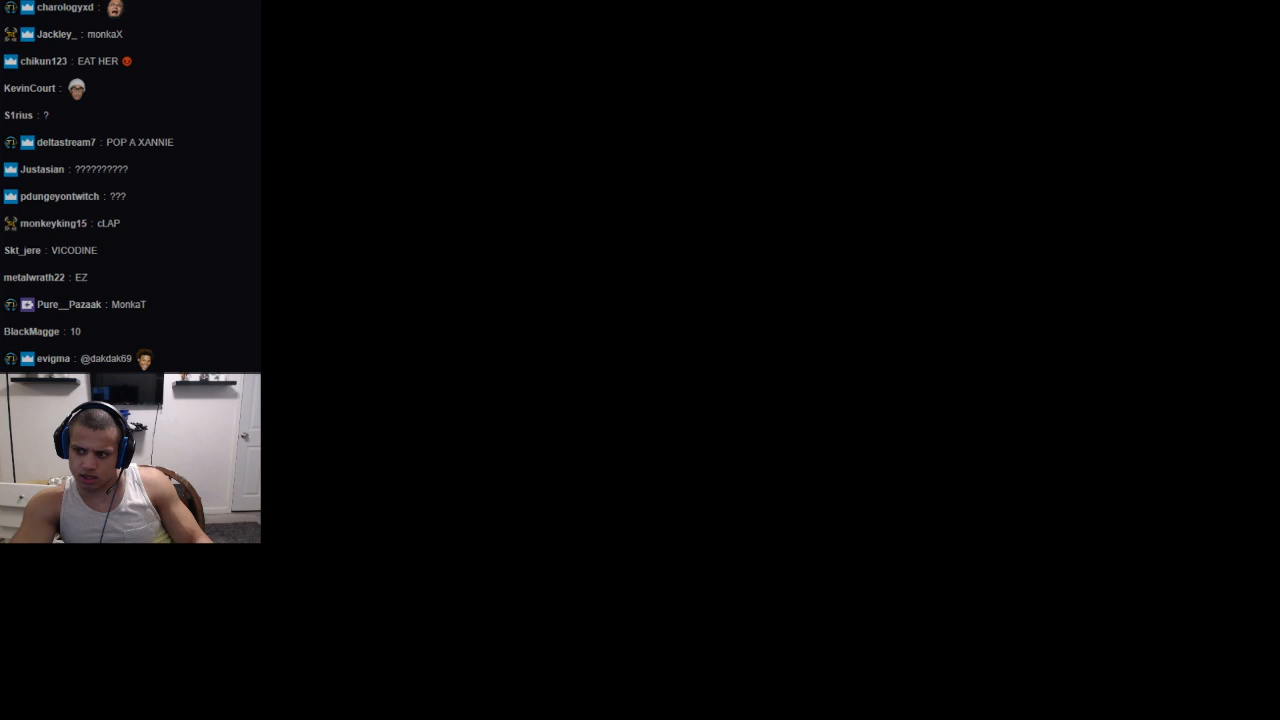 charologyxd :
Jackley_ : monkaX
chikun123 : EAT HER
KevinCourt :
S1rius : ?
deltastream7 : POP A XANNIE
Justasian : ??????????
pdungeyontwitch : ???
monkeyking15 : cLAP
Skt_jere : VICODINE
metalwrath22 : EZ
Pure__Pazaak : MonkaT
BlackMagge : 10
evigma : @dakdak69